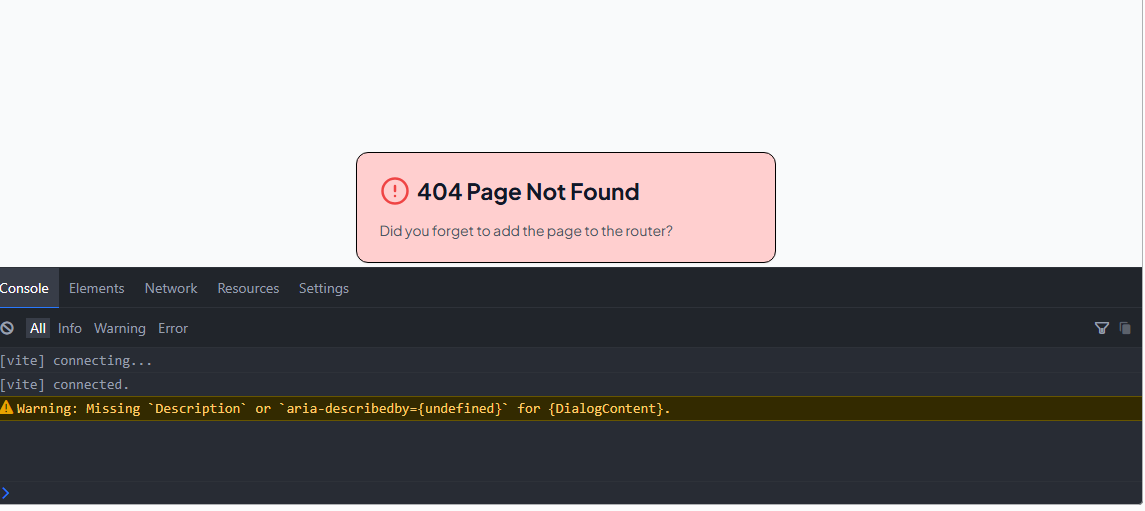 404 Page Not Found
Did you forget to add the page to the router?
Console Elements Network Resources Settings
All Info Warning Error
[vite] connecting...
[vite] connected.
Warning: Missing `Description` or `aria-describedby={undefined}` for {DialogContent}.